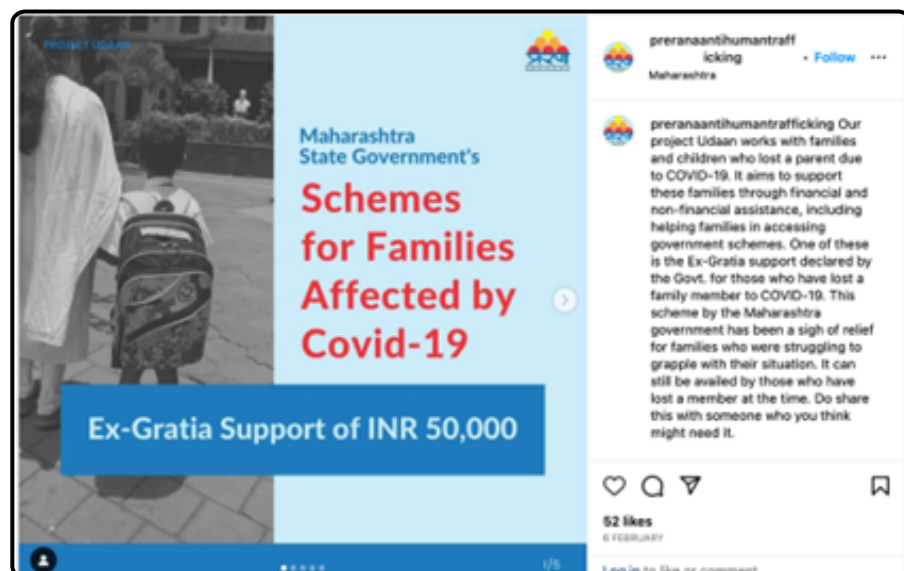 PROJECT UDAAN
प्रेरणा
Maharashtra
State Government's
Schemes
for Families
Affected by
Covid-19
Ex-Gratia Support of INR 50,000
1/5
preranaantihumantraff
icking
• Follow
Maharashtra
preranaantihumantrafficking Our
project Udaan works with families
and children who lost a parent due
to COVID-19. It aims to support
these families through financial and
non-financial assistance, including
helping families in accessing
government schemes. One of these
is the Ex-Gratia support declared by
the Govt. for those who have lost a
family member to COVID-19. This
scheme by the Maharashtra
government has been a sigh of relief
for families who were struggling to
grapple with their situation. It can
still be availed by those who have
lost a member at the time. Do share
this with someone who you think
might need it.
52 likes
6 FEBRUARY
Log in to like or comment.